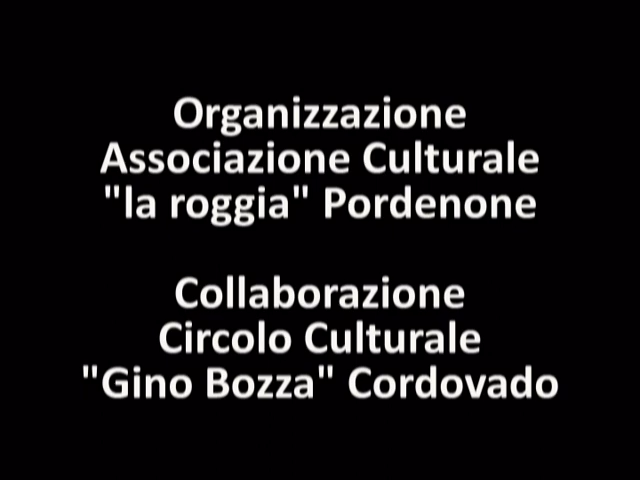 Organizzazione
Associazione Culturale
"la roggia" Pordenone
Collaborazione
Circolo Culturale
"Gino Bozza" Cordovado